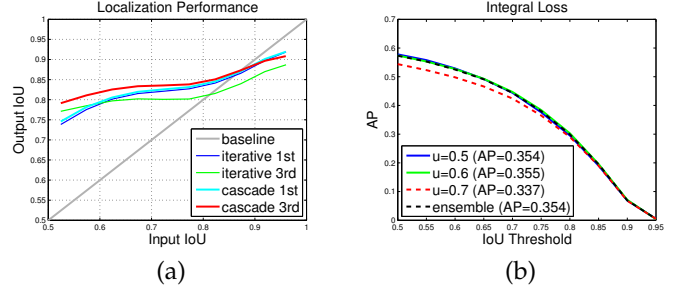 Localization Performance
1
0.95
0.9
0.85
0.8
0.75
0.7
0.65
0.6
0.55
0.5
Output IoU
baseline
iterative 1st
iterative 3rd
cascade 1st
cascade 3rd
0.5 0.6 0.7 0.8 0.9 1
Input IoU
(a)
Integral Loss
0.7
0.6
0.5
0.4
0.3
0.2
0.1
0
AP
u=0.5 (AP=0.354)
u=0.6 (AP=0.355)
u=0.7 (AP=0.337)
ensemble (AP=0.354)
0.5 0.55 0.6 0.65 0.7 0.75 0.8 0.85 0.9 0.95
IoU Threshold
(b)